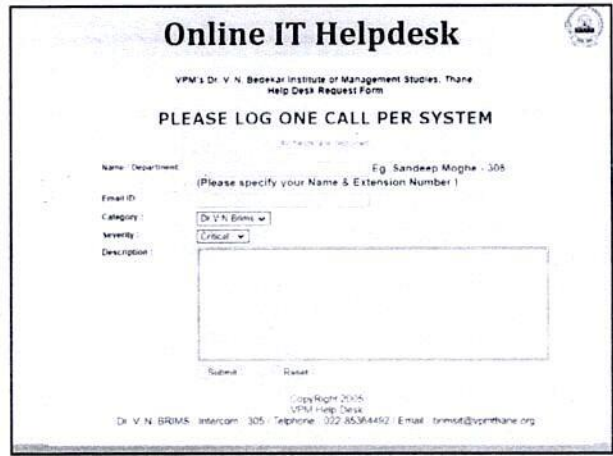 Online IT Helpdesk
VPM's Dr. V. N. Bedekar Institute of Management Studies, Thane
Help Desk Request Form
PLEASE LOG ONE CALL PER SYSTEM
Name / Department Eg. Sandeep Moghe - 305
(Please specify your Name & Extension Number )
Email ID
Category : Dr V N Brims
Severity : Critical
Description :
Submit Reset
CopyRight 2005
VPM Help Desk
Dr. V. N. BRIMS Intercom : 305 / Telphone : 022 85364492 / Email : brimsit@vpmthane.org